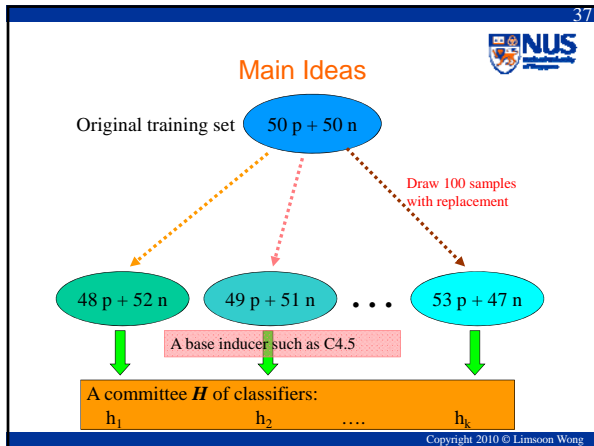 37
NUS
Main Ideas
Original training set
50 p + 50 n
Draw 100 samples
with replacement
48 p + 52 n
49 p + 51 n
• • •
53 p + 47 n
A base inducer such as C4.5
A committee H of classifiers:
h₁ h₂ …. hₖ
Copyright 2010 © Limsoon Wong